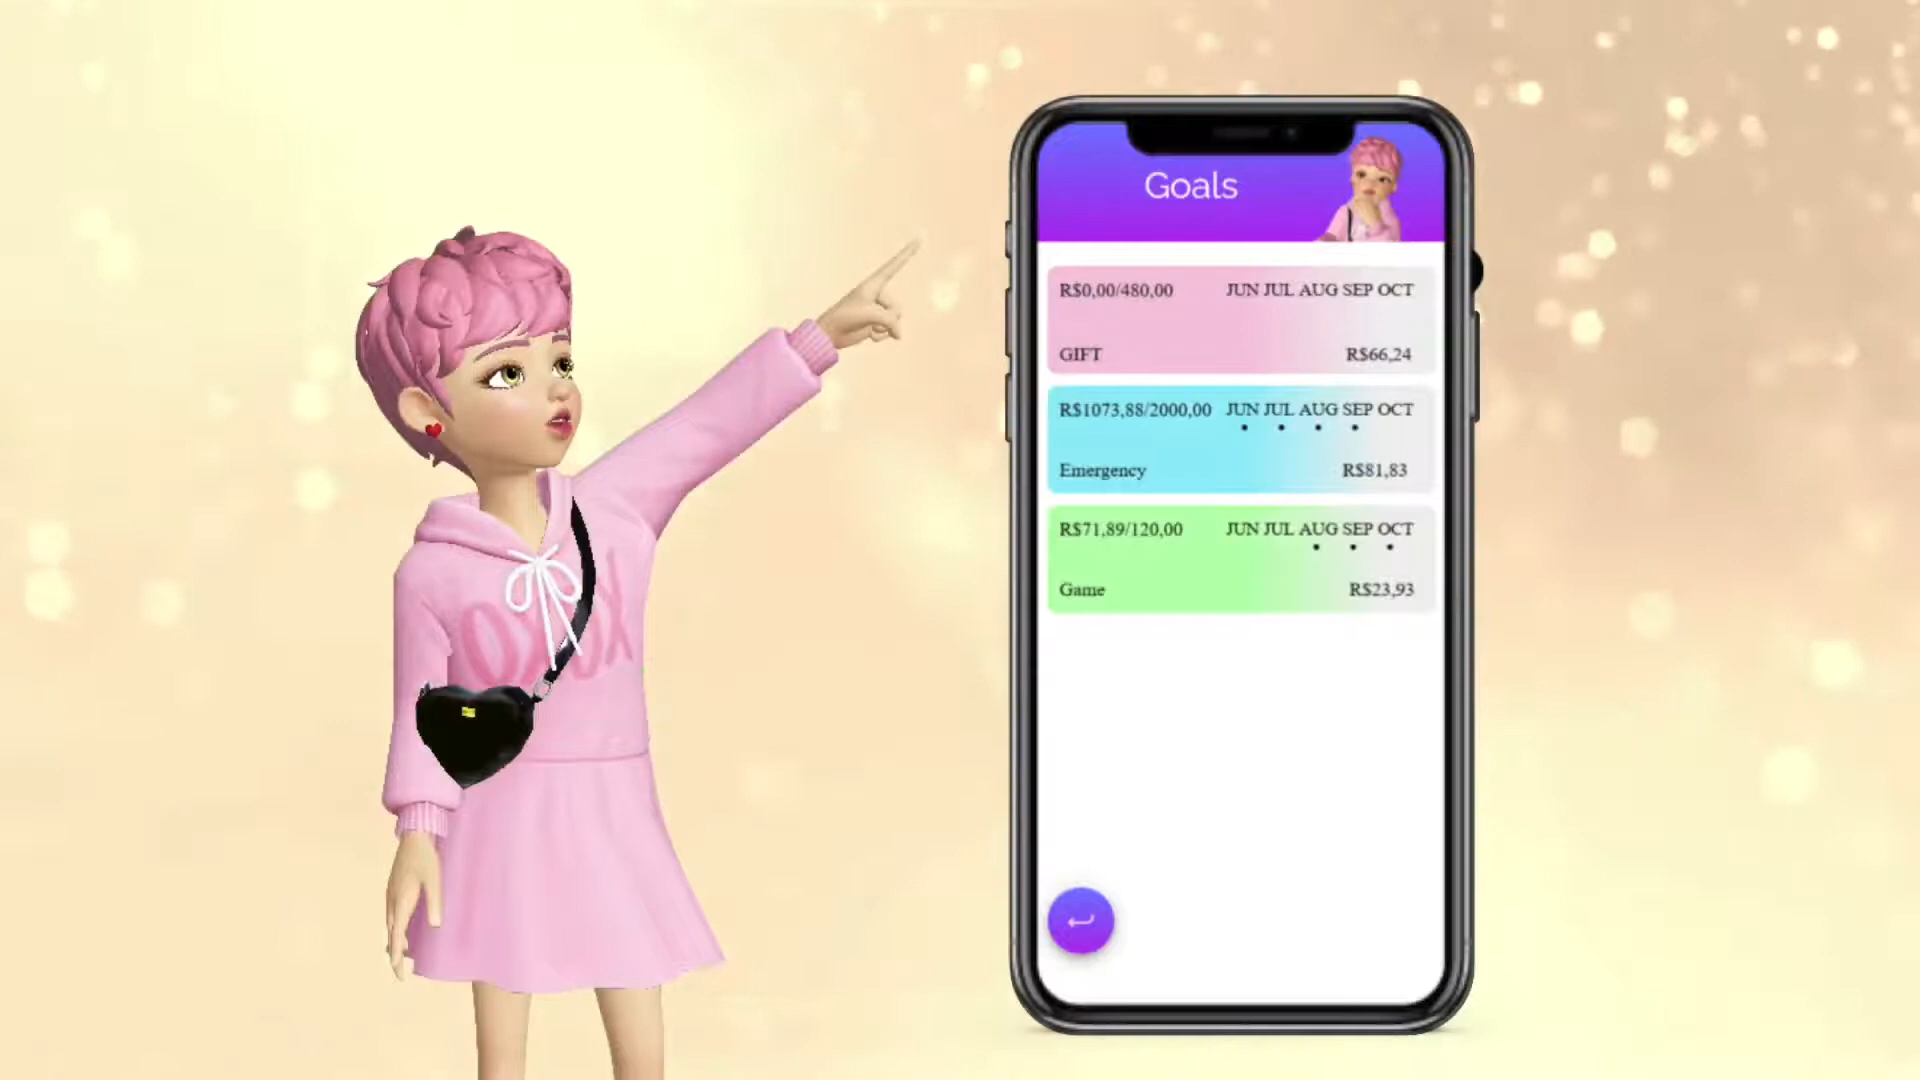 Goals
R$0,00/480,00 JUN JUL AUG SEP OCT
GIFT R$66,24
R$1073,88/2000,00 JUN JUL AUG SEP OCT
Emergency R$81,83
R$71,89/120,00 JUN JUL AUG SEP OCT
Game R$23,93